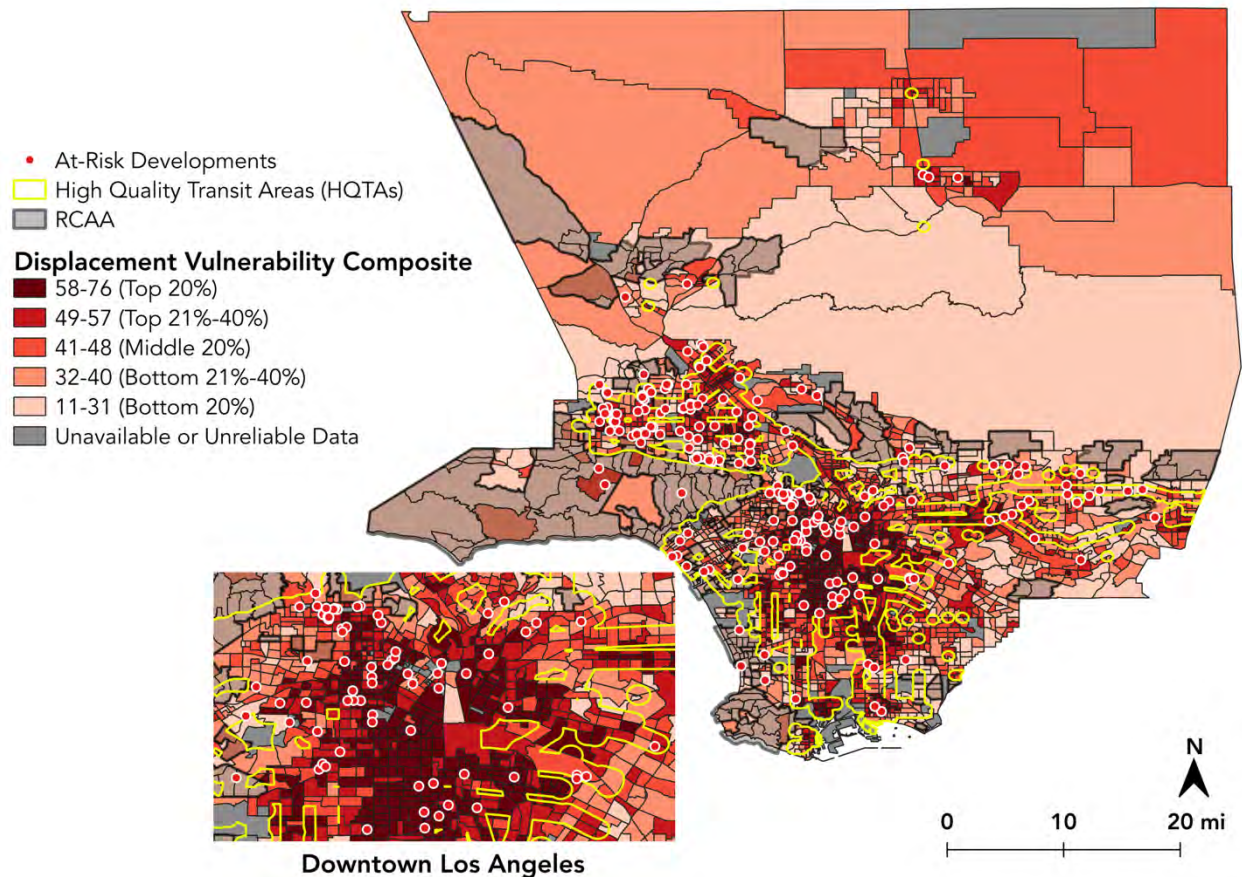 At-Risk Developments
High Quality Transit Areas (HQTAs)
RCAA
Displacement Vulnerability Composite
58-76 (Top 20%)
49-57 (Top 21%-40%)
41-48 (Middle 20%)
32-40 (Bottom 21%-40%)
11-31 (Bottom 20%)
Unavailable or Unreliable Data
Downtown Los Angeles
N
0 10 20 mi